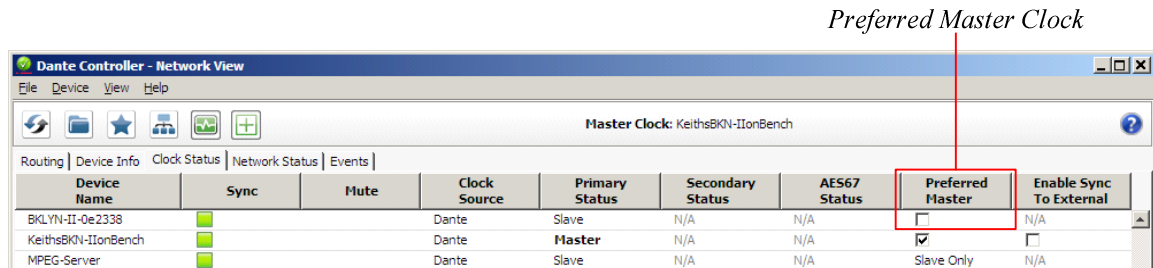 Preferred Master Clock
Dante Controller - Network View
File Device View Help
Master Clock: KeithsBKN-IIonBench
Routing Device Info Clock Status Network Status Events
Device Name Sync Mute Clock Source Primary Status Secondary Status AES67 Status Preferred Master Enable Sync To External
BKLYN-II-0e2338 Dante Slave N/A N/A N/A
KeithsBKN-IIonBench Dante Master N/A N/A
MPEG-Server Dante Slave N/A N/A Slave Only N/A